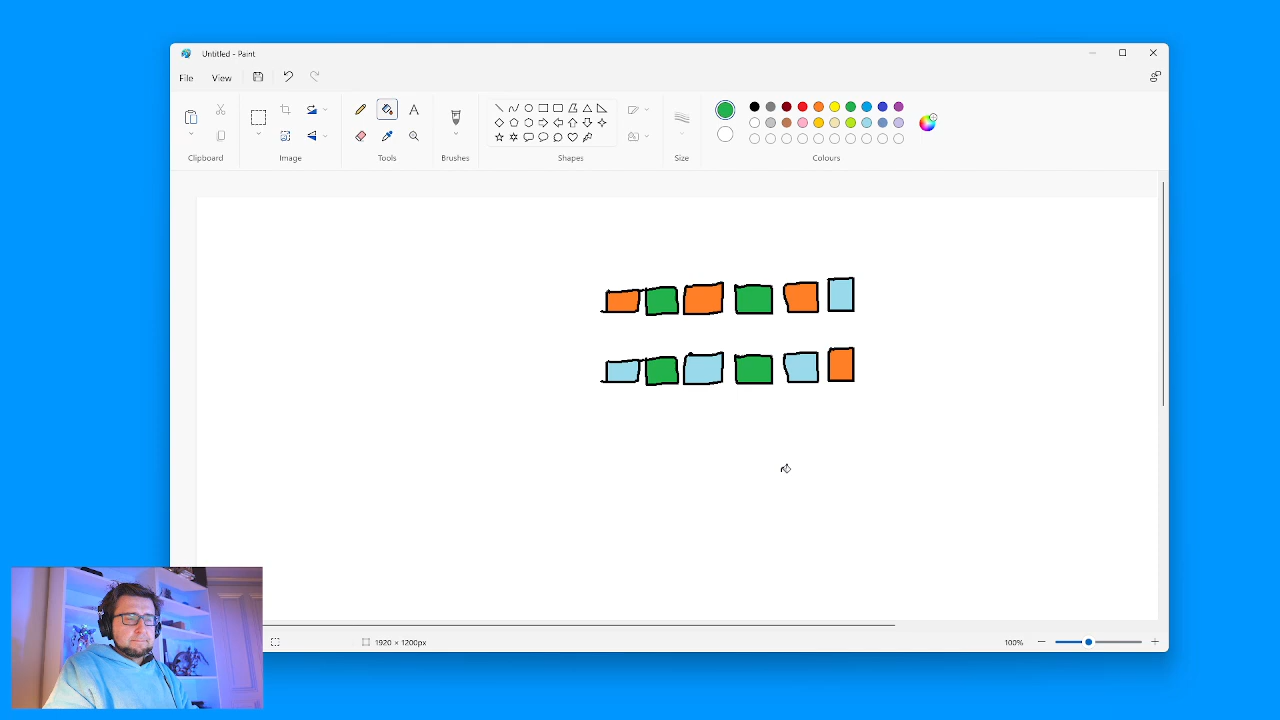 Untitled - Paint
File View
Clipboard Image Tools Brushes Shapes Size Colours
1920 × 1200px 100%